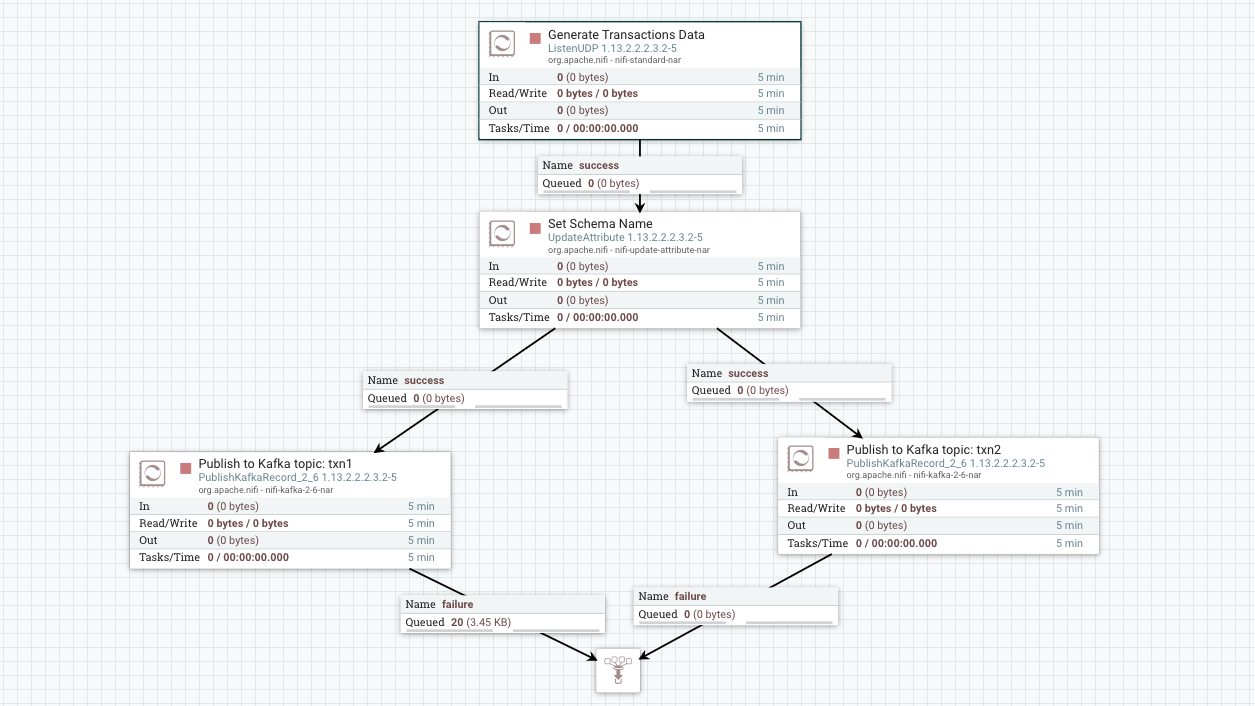 Generate Transactions Data
ListenUDP 1.13.2.2.2.3.2-5
org.apache.nifi - nifi-standard-nar
In 0 (0 bytes) 5 min
Read/Write 0 bytes / 0 bytes 5 min
Out 0 (0 bytes) 5 min
Tasks/Time 0 / 00:00:00.000 5 min
Name success
Queued 0 (0 bytes)
Set Schema Name
UpdateAttribute 1.13.2.2.2.3.2-5
org.apache.nifi - nifi-update-attribute-nar
In 0 (0 bytes) 5 min
Read/Write 0 bytes / 0 bytes 5 min
Out 0 (0 bytes) 5 min
Tasks/Time 0 / 00:00:00.000 5 min
Name success
Queued 0 (0 bytes)
Name success
Queued 0 (0 bytes)
Publish to Kafka topic: txn1
PublishKafkaRecord_2_6 1.13.2.2.2.3.2-5
org.apache.nifi - nifi-kafka-2-6-nar
In 0 (0 bytes) 5 min
Read/Write 0 bytes / 0 bytes 5 min
Out 0 (0 bytes) 5 min
Tasks/Time 0 / 00:00:00.000 5 min
Publish to Kafka topic: txn2
PublishKafkaRecord_2_6 1.13.2.2.2.3.2-5
org.apache.nifi - nifi-kafka-2-6-nar
In 0 (0 bytes) 5 min
Read/Write 0 bytes / 0 bytes 5 min
Out 0 (0 bytes) 5 min
Tasks/Time 0 / 00:00:00.000 5 min
Name failure
Queued 20 (3.45 KB)
Name failure
Queued 0 (0 bytes)